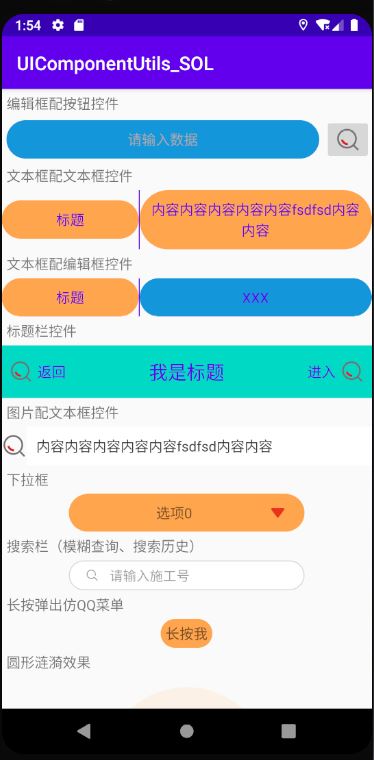 1:54
UIComponentUtils_SOL
编辑框配按钮控件
请输入数据
文本框配文本框控件
标题
内容内容内容内容内容fsdfsd内容
内容
文本框配编辑框控件
标题
XXX
标题栏控件
返回
我是标题
进入
图片配文本框控件
内容内容内容内容内容fsdfsd内容内容
下拉框
选项0
搜索栏（模糊查询、搜索历史）
请输入施工号
长按弹出仿QQ菜单
长按我
圆形涟漪效果